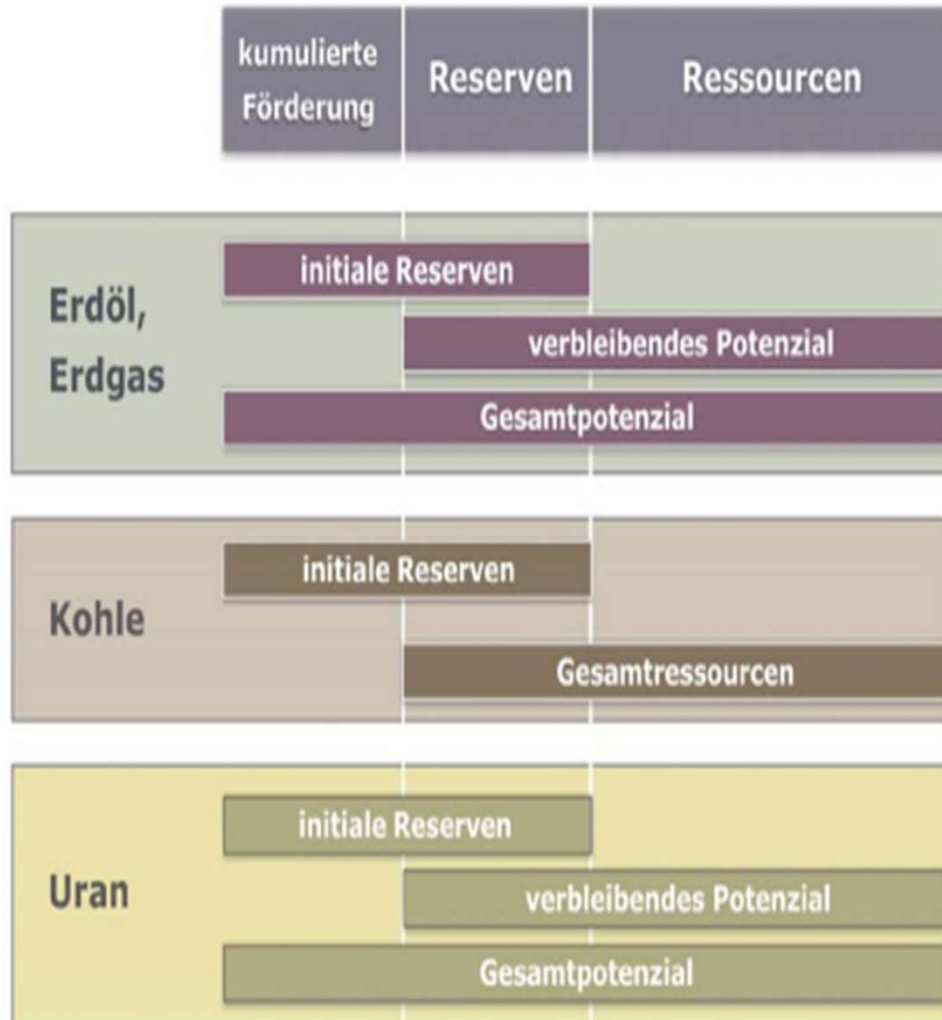 kumulierte
Förderung
Reserven
Ressourcen
Erdöl,
Erdgas
initiale Reserven
verbleibendes Potenzial
Gesamtpotenzial
Kohle
initiale Reserven
Gesamtressourcen
Uran
initiale Reserven
verbleibendes Potenzial
Gesamtpotenzial